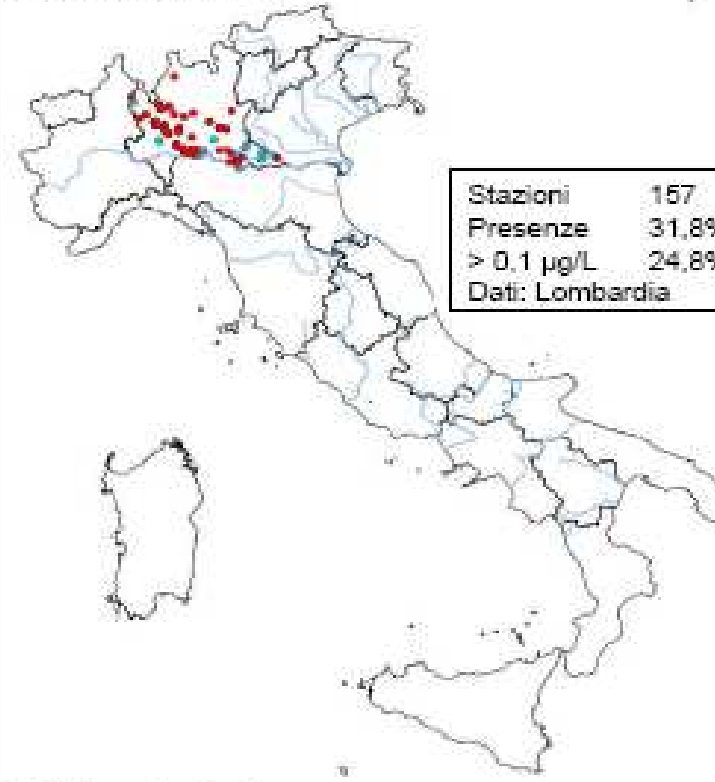 Stazioni 157
Presenze 31,8%
> 0,1 µg/L 24,8%
Dati: Lombardia